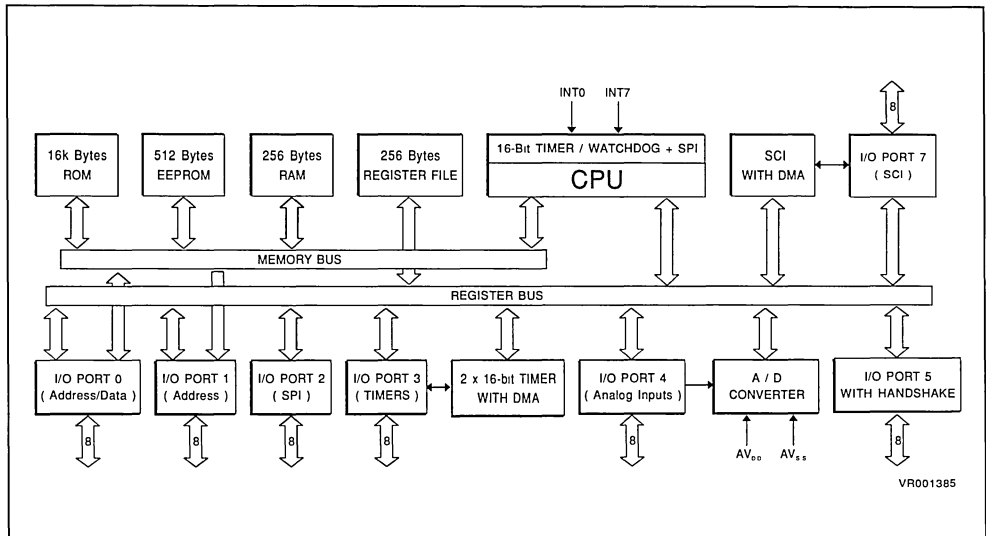 INT0 INT7
8
16k Bytes
ROM
512 Bytes
EEPROM
256 Bytes
RAM
256 Bytes
REGISTER FILE
16-Bit TIMER / WATCHDOG + SPI
CPU
SCI
WITH DMA
I/O PORT 7
( SCI )
MEMORY BUS
REGISTER BUS
I/O PORT 0
( Address/Data )
I/O PORT 1
( Address )
I/O PORT 2
( SPI )
I/O PORT 3
( TIMERS )
2 x 16-bit TIMER
WITH DMA
I/O PORT 4
( Analog Inputs )
A / D
CONVERTER
I/O PORT 5
WITH HANDSHAKE
8 8 8 8 8 8
AVDD AVSS
VR001385